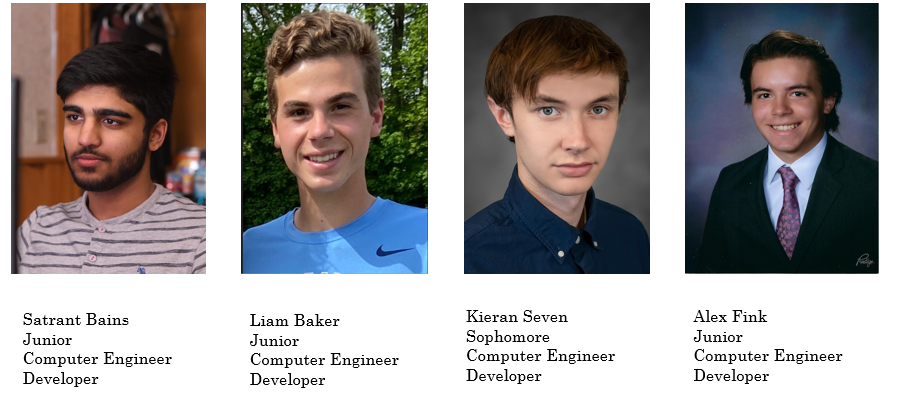 Satrant Bains
Junior
Computer Engineer
Developer
Liam Baker
Junior
Computer Engineer
Developer
Kieran Seven
Sophomore
Computer Engineer
Developer
Alex Fink
Junior
Computer Engineer
Developer